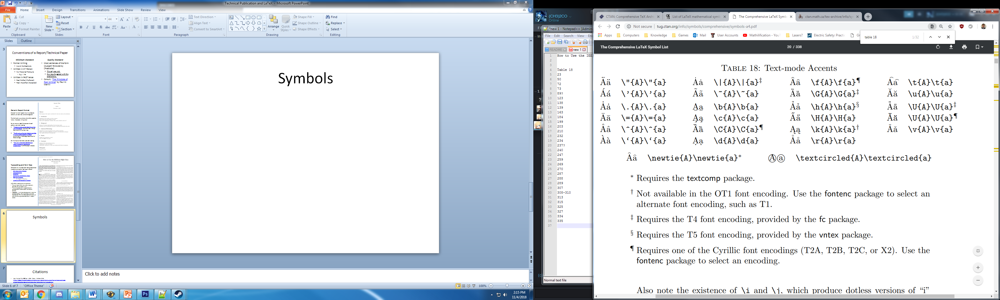 Technical Publication and LaTeX - Microsoft PowerPoint
File Home Insert Design Transitions Animations Slide Show Review View
Paste
Cut
Copy
Format Painter
Clipboard
New
Slide
Layout
Reset
Section
Slides
44
Font
Text Direction
Align Text
Convert to SmartArt
Paragraph
Arrange
Quick
Styles
Shape Fill
Shape Outline
Shape Effects
Drawing
Find
Replace
Select
Editing
Slides Outline
3
Conventions of a Report/Technical Paper
Minimum Standard
Formal Writing
Avoid Contractions
Written in 3rd Person
No Personal Pronouns
Written in PAST tense
Past Perfect (Preferred)
Past Imperfect (Accepted)
Quality Standard
Most sentences of the form
(Subject) followed by
(Predicate).
The cell was sick.
Our results agreed with the
predictions.
Consult, "The Principles of
Poor Writing" by Paul W.
Merrill
4
Generic Report Format
5
Typesetting and Font Face
How to Use the IEEEtran LATEX Class
6
Symbols
7
Citations
Symbols
Click to add notes
Slide 6 of 7 "Office Theme" 100%
2:15 PM
11/4/2018
(CH3)2CO
Online
*new 1 - Notepad++ [Admin
File Edit Search View En
README new 1
1 How to Use the IEE
2
3
4 Table 18
5 23
6 50
7 72
8 73
9 89?
10 123
11 138
12 139
13 163
14 184
15 199
16 203
17 210
18 232
19 234
20 237?
21 240
22 247
23 259
24 269
25 270
26 287
27 288
28 289
29 307
30 308-310
31 313
32 315
33 325
34 327
35 334
36 335
37
Normal text file
CTAN: Comprehensive TeX Archi
List of LaTeX mathematical symb
The Comprehensive LaTeX Symb
ctan.math.ca/tex-archive/info/sy
Not secure | tug.ctan.org/info/symbols/comprehensive/symbols-a4.pdf
Apps Computers Knowledge Games Mail User Accounts Mathilification - You Lasers? Electric Safety: Practic Gr
table 18 1/32
The Comprehensive LaTeX Symbol List
20 / 338
TABLE 18: Text-mode Accents
Ää \"{A}\"{a} Ȧȧ \|{A}\|{a}‡ Ȃȃ \f{A}\f{a}¶ A͡a͡ \t{A}\t{a}
Áá \'{A}\'{a} Ãã \~{A}\~{a} Ȁȁ \G{A}\G{a}‡ Ăă \u{A}\u{a}
Ȧȧ \.{A}\.{a} A̱a̱ \b{A}\b{a} Ảả \h{A}\h{a}§ A̎a̎ \U{A}\U{a}‡
Āā \={A}\={a} A̧a̧ \c{A}\c{a} A̋a̋ \H{A}\H{a} Ää \U{A}\U{a}¶
Ââ \^{A}\^{a} Ȁȁ \C{A}\C{a}¶ Ąą \k{A}\k{a}† Ǎǎ \v{A}\v{a}
Àà \‘{A}\‘{a} Ạạ \d{A}\d{a} Åå \r{A}\r{a}
Ȃȃ \newtie{A}\newtie{a}* Ⓐⓐ \textcircled{A}\textcircled{a}
* Requires the textcomp package.
† Not available in the OT1 font encoding. Use the fontenc package to select an
alternate font encoding, such as T1.
‡ Requires the T4 font encoding, provided by the fc package.
§ Requires the T5 font encoding, provided by the vntex package.
¶ Requires one of the Cyrillic font encodings (T2A, T2B, T2C, or X2). Use the
fontenc package to select an encoding.
Also note the existence of \i and \j, which produce dotless versions of “i”